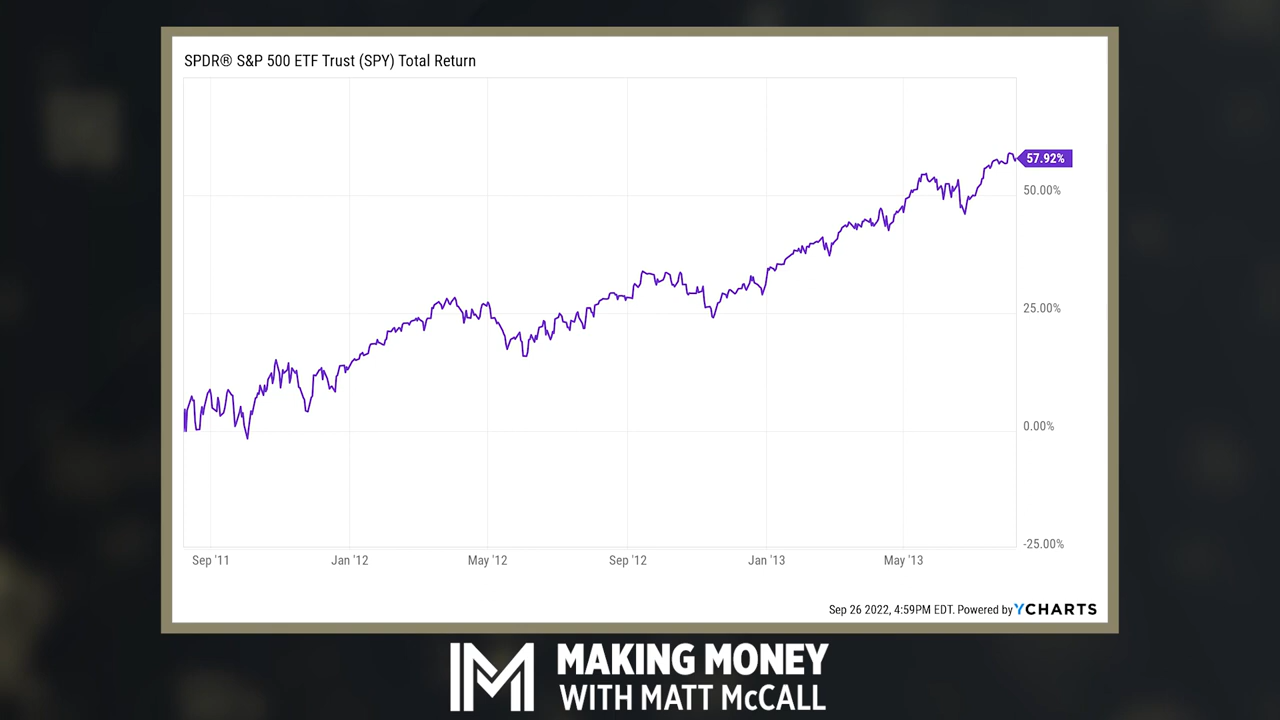 SPDR® S&P 500 ETF Trust (SPY) Total Return
57.92%
50.00%
25.00%
0.00%
-25.00%
Sep '11 Jan '12 May '12 Sep '12 Jan '13 May '13
Sep 26 2022, 4:59PM EDT. Powered by YCHARTS
MAKING MONEY
WITH MATT McCALL